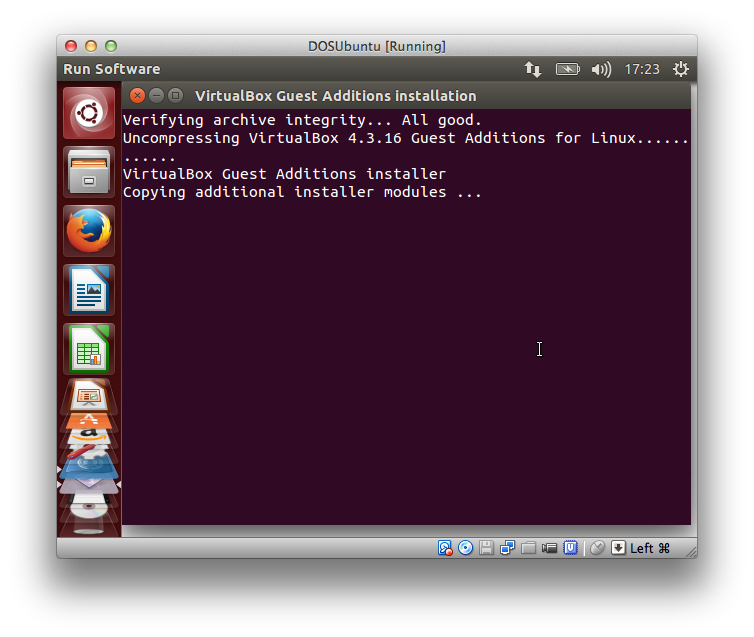 DOSUbuntu [Running]
Run Software
17:23
VirtualBox Guest Additions installation
Verifying archive integrity... All good.
Uncompressing VirtualBox 4.3.16 Guest Additions for Linux......
......
VirtualBox Guest Additions installer
Copying additional installer modules ...
Left ⌘